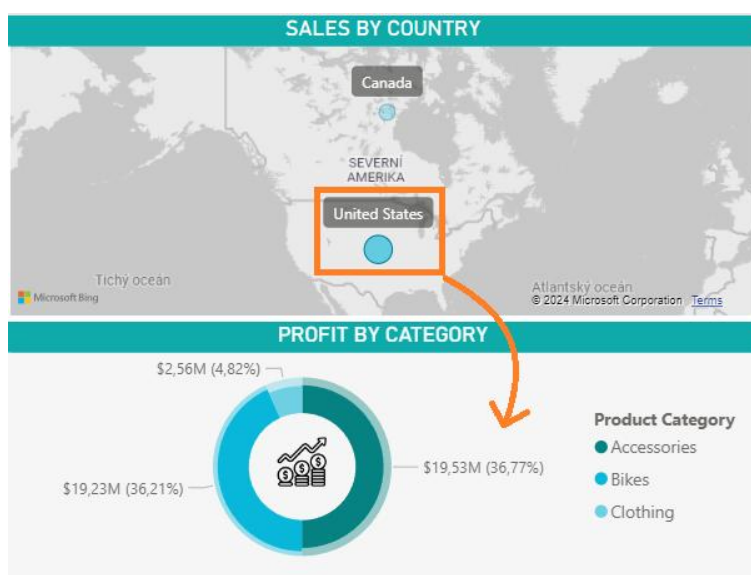 SALES BY COUNTRY
Canada
SEVERNÍ
AMERIKA
United States
Tichý oceán
Atlantský oceán
Microsoft Bing
© 2024 Microsoft Corporation Terms
PROFIT BY CATEGORY
$2,56M (4,82%)
$19,23M (36,21%)
$19,53M (36,77%)
Product Category
Accessories
Bikes
Clothing